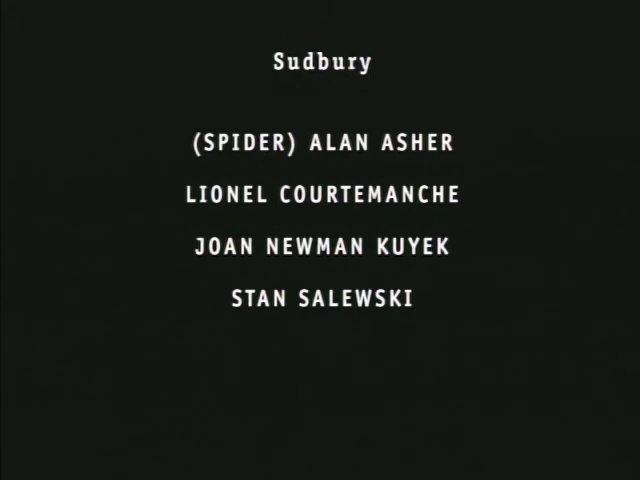 Sudbury
(SPIDER) ALAN ASHER
LIONEL COURTEMANCHE
JOAN NEWMAN KUYEK
STAN SALEWSKI